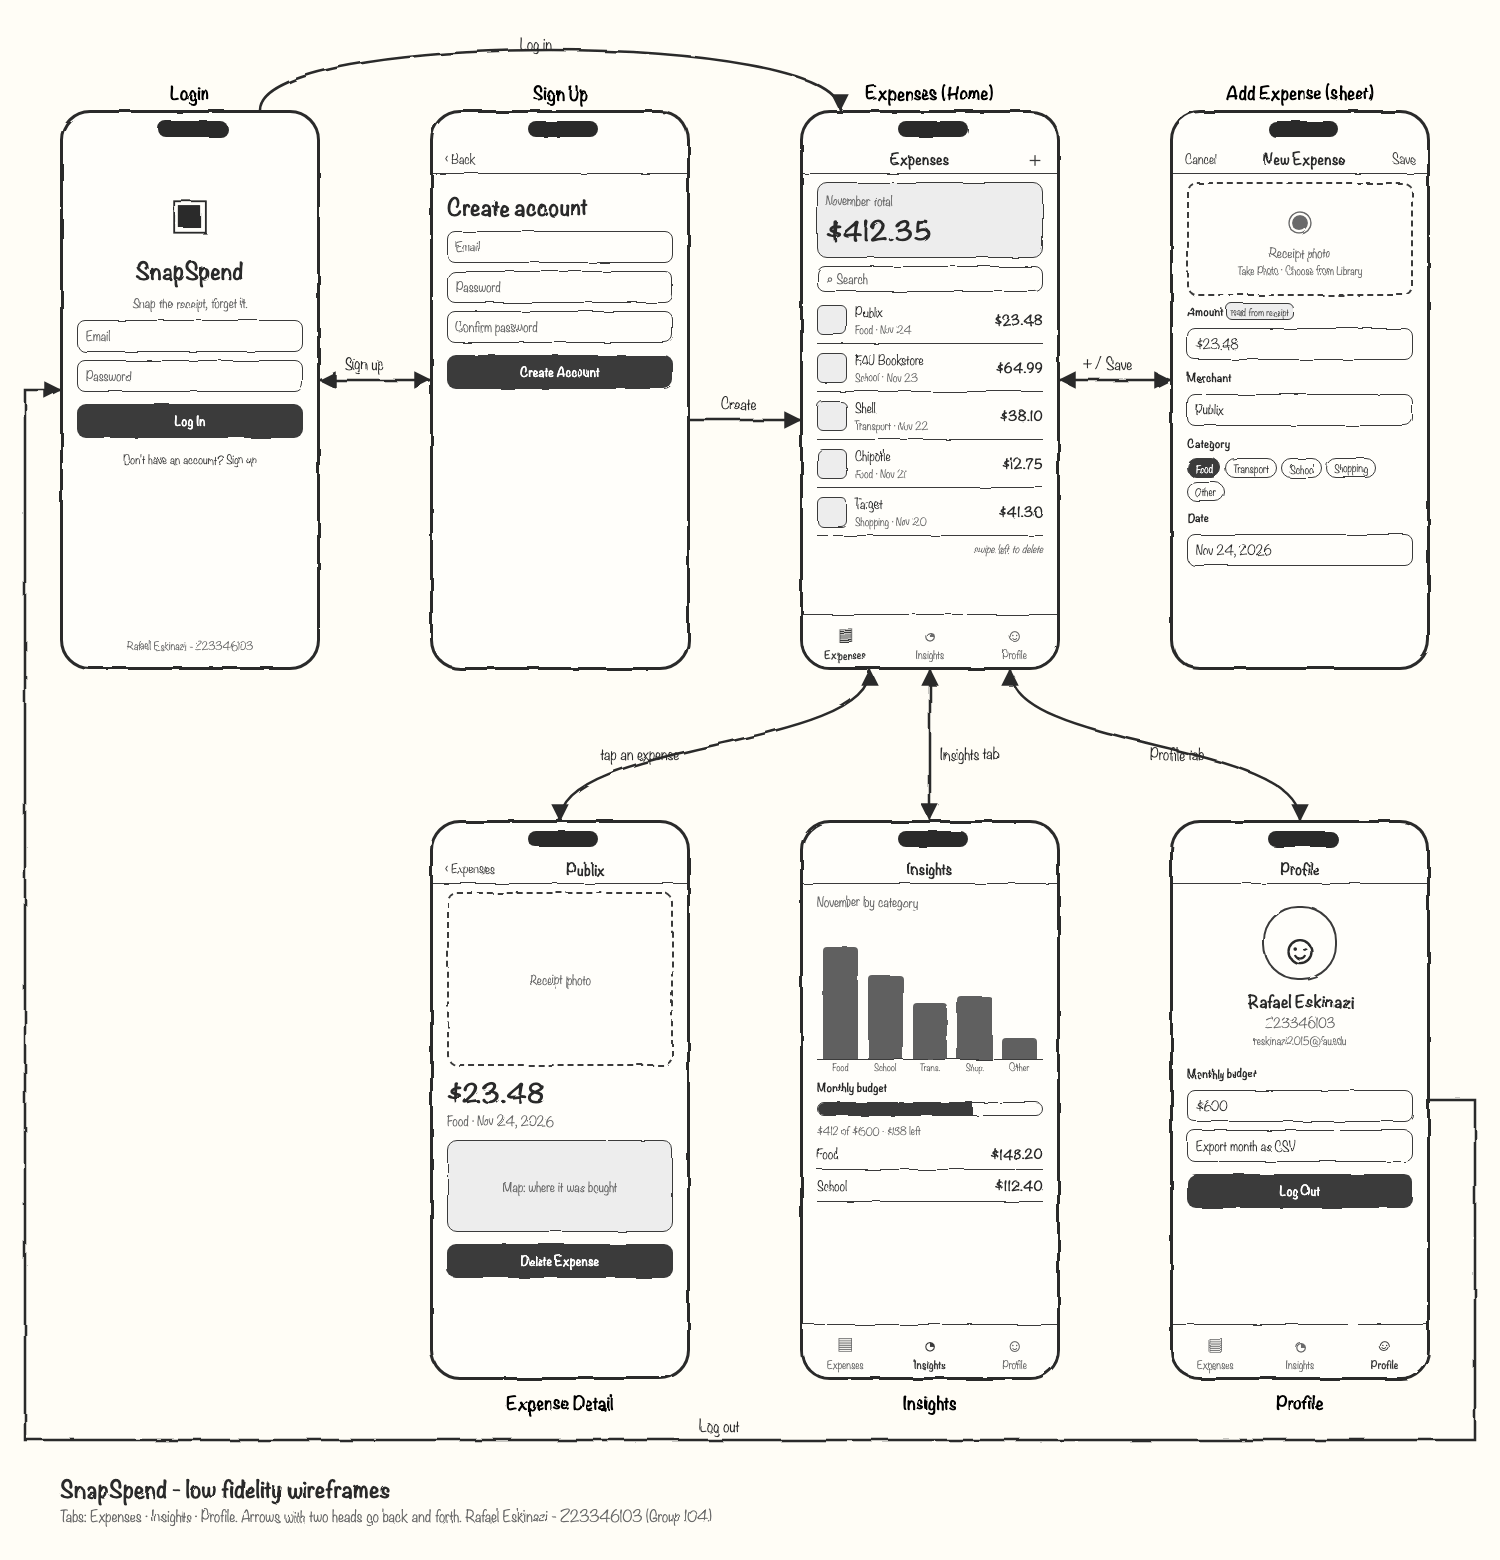 Log in
Login
SnapSpend
Snap the receipt, forget it.
Email
Password
Log In
Don't have an account? Sign up
Rafael Eskinazi - Z23346103
Sign up
Sign Up
‹ Back
Create account
Email
Password
Confirm password
Create Account
Create
Expenses (Home)
Expenses +
November total
$412.35
Search
Publix
Food · Nov 24
$23.48
FAU Bookstore
School · Nov 23
$64.99
Shell
Transport · Nov 22
$38.10
Chipotle
Food · Nov 21
$12.75
Target
Shopping · Nov 20
$41.30
swipe left to delete
Expenses Insights Profile
+ / Save
Add Expense (sheet)
Cancel New Expense Save
Receipt photo
Take Photo · Choose from Library
Amount read from receipt
$23.48
Merchant
Publix
Category
Food Transport School Shopping
Other
Date
Nov 24, 2026
tap an expense
Insights tab
Profile tab
‹ Expenses Publix
Receipt photo
$23.48
Food · Nov 24, 2026
Map: where it was bought
Delete Expense
Expense Detail
Insights
November by category
Food School Trans. Shop. Other
Monthly budget
$412 of $600 · $188 left
Food $148.20
School $112.40
Expenses Insights Profile
Insights
Profile
Rafael Eskinazi
Z23346103
reskinazi2015@fau.edu
Monthly budget
$600
Export month as CSV
Log Out
Expenses Insights Profile
Profile
Log out
SnapSpend - low fidelity wireframes
Tabs: Expenses · Insights · Profile. Arrows with two heads go back and forth. Rafael Eskinazi - Z23346103 (Group 104)